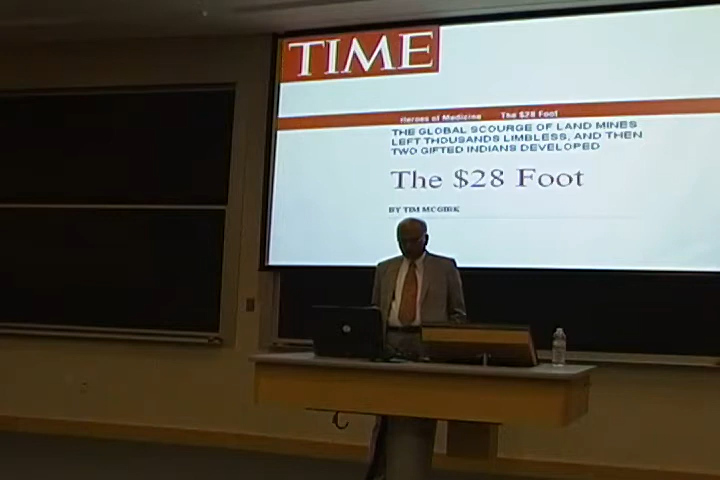 TIME
Heroes of Medicine The $28 Foot
THE GLOBAL SCOURGE OF LAND MINES
LEFT THOUSANDS LIMBLESS, AND THEN
TWO GIFTED INDIANS DEVELOPED
The $28 Foot
BY TIM MCGIRK